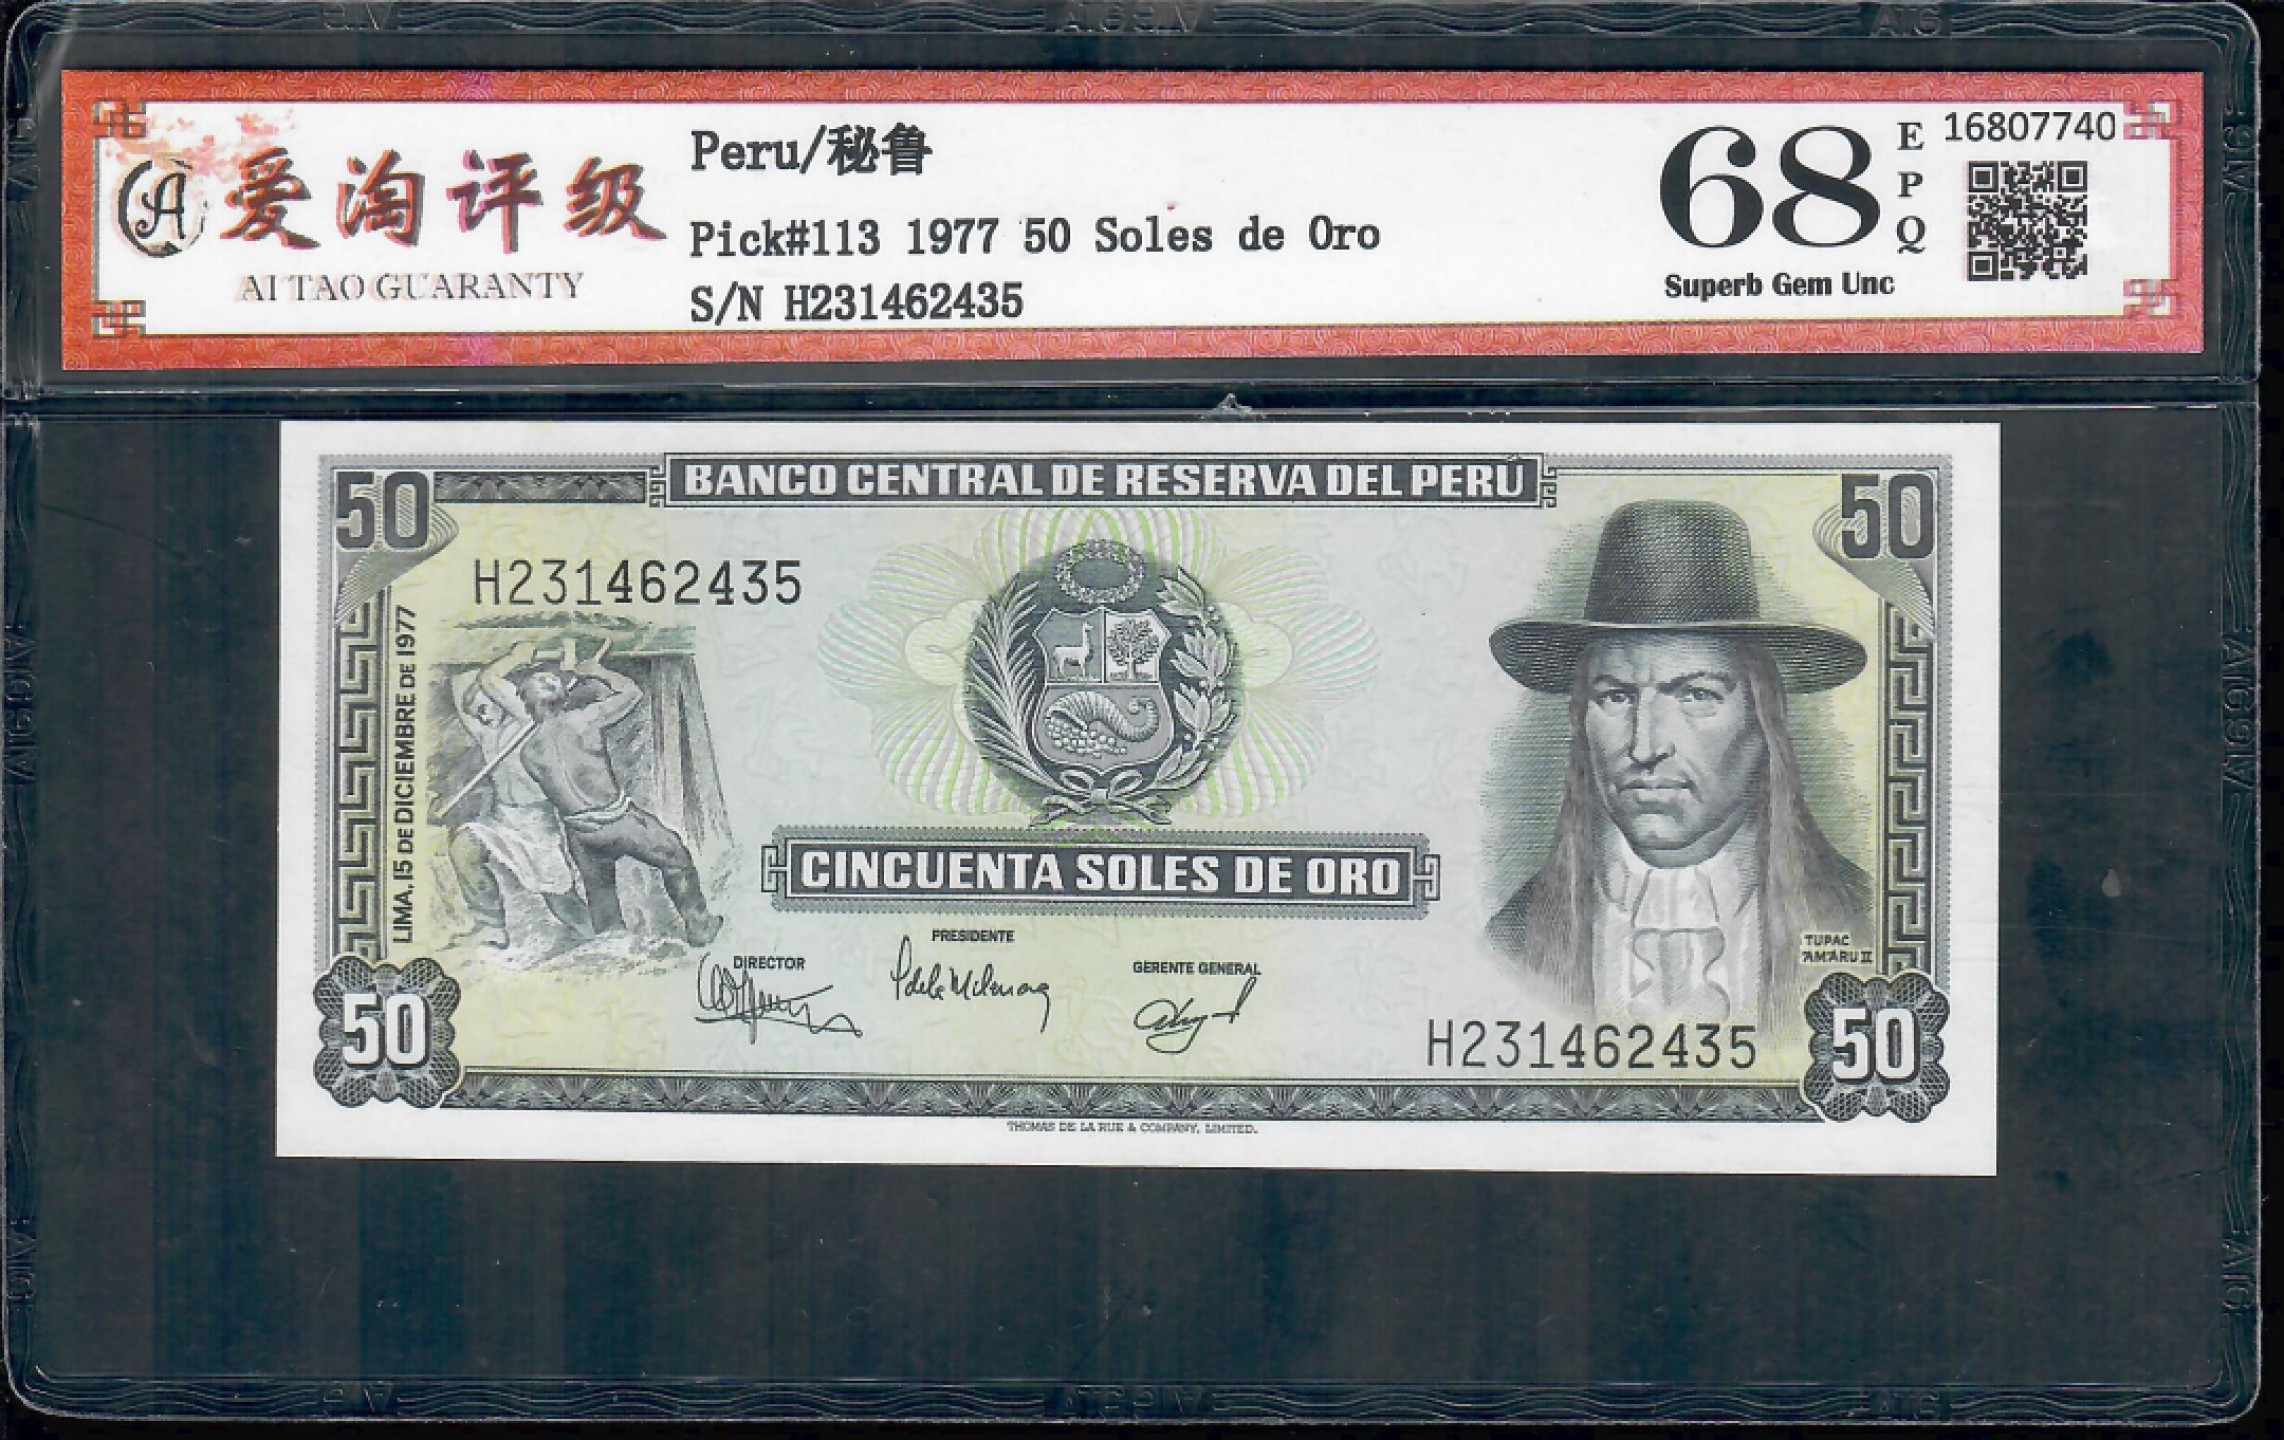 爱淘评级
AI TAO GUARANTY
Peru/秘鲁
Pick#113 1977 50 Soles de Oro
S/N H231462435
68
EPQ
Superb Gem Unc
16807740
50
BANCO CENTRAL DE RESERVA DEL PERÚ
50
H231462435
LIMA, 15 DE DICIEMBRE DE 1977
CINCUENTA SOLES DE ORO
DIRECTOR
PRESIDENTE
GERENTE GENERAL
TUPAC
AMARU II
H231462435
50
50
THOMAS DE LA RUE & COMPANY, LIMITED.